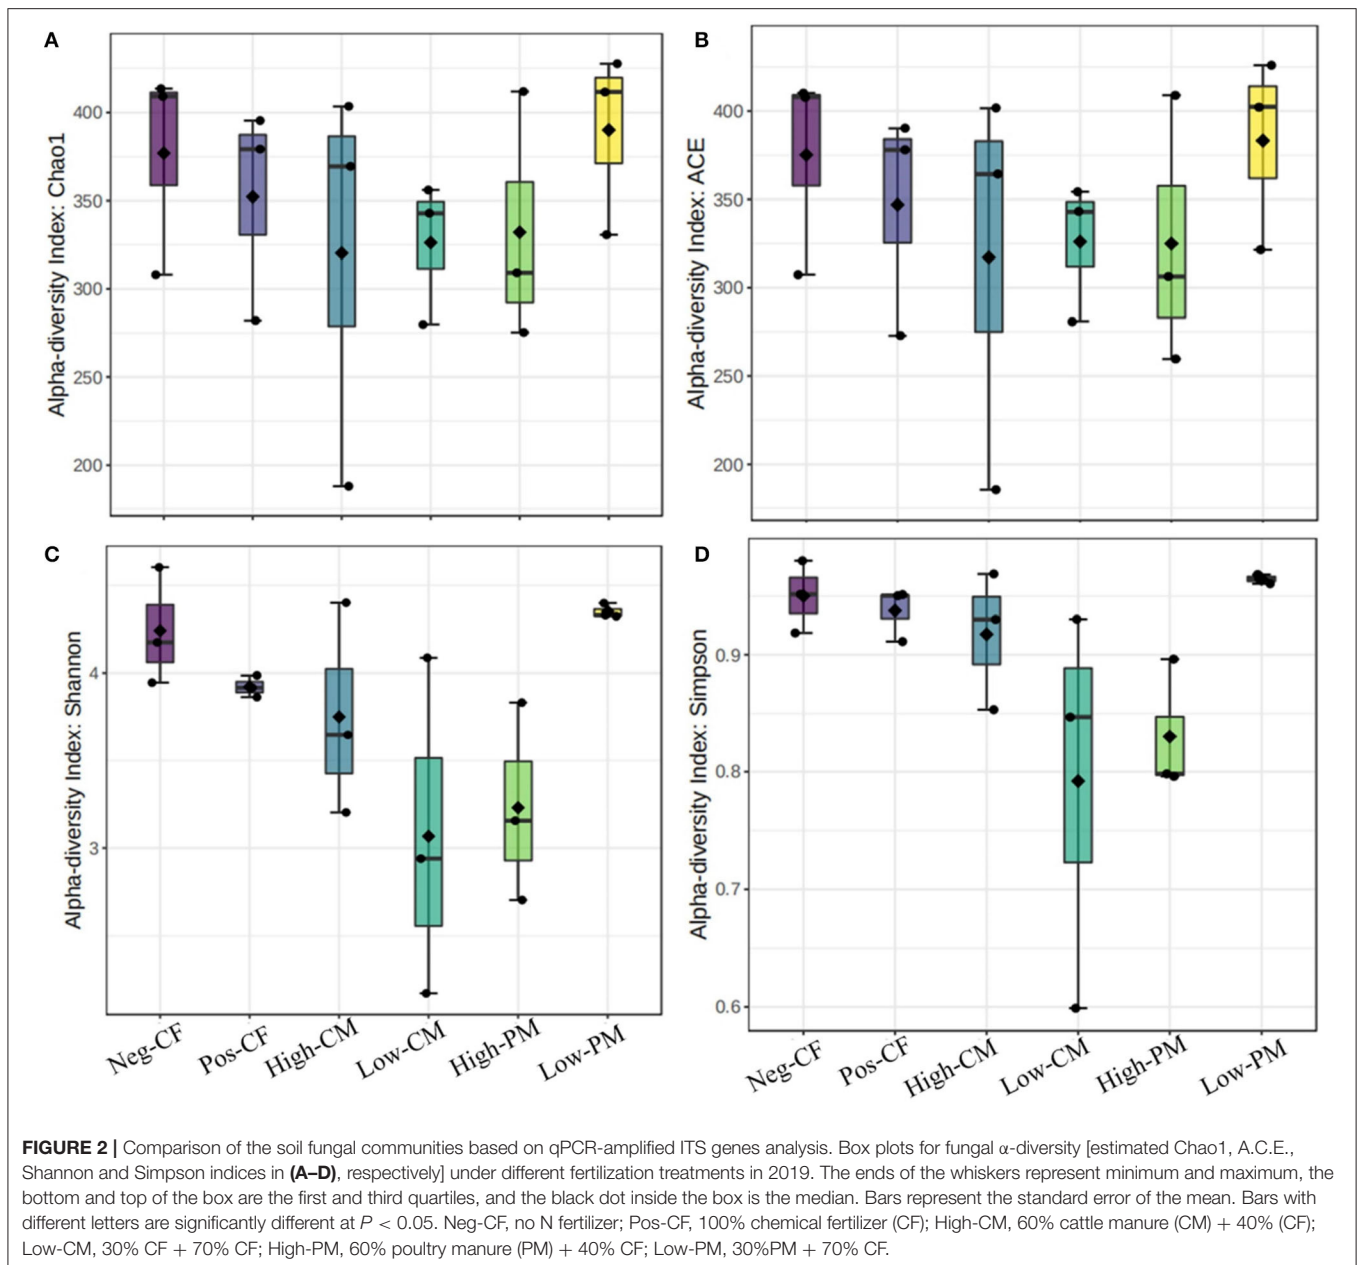 A
Alpha-diversity Index: Chao1
400
350
300
250
200
B
Alpha-diversity Index: ACE
400
350
300
250
200
C
Alpha-diversity Index: Shannon
4
3
Neg-CF
Pos-CF
High-CM
Low-CM
High-PM
Low-PM
D
Alpha-diversity Index: Simpson
0.9
0.8
0.7
0.6
Neg-CF
Pos-CF
High-CM
Low-CM
High-PM
Low-PM
FIGURE 2 | Comparison of the soil fungal communities based on qPCR-amplified ITS genes analysis. Box plots for fungal α-diversity [estimated Chao1, A.C.E.,
Shannon and Simpson indices in (A–D), respectively] under different fertilization treatments in 2019. The ends of the whiskers represent minimum and maximum, the
bottom and top of the box are the first and third quartiles, and the black dot inside the box is the median. Bars represent the standard error of the mean. Bars with
different letters are significantly different at P < 0.05. Neg-CF, no N fertilizer; Pos-CF, 100% chemical fertilizer (CF); High-CM, 60% cattle manure (CM) + 40% (CF);
Low-CM, 30% CF + 70% CF; High-PM, 60% poultry manure (PM) + 40% CF; Low-PM, 30%PM + 70% CF.